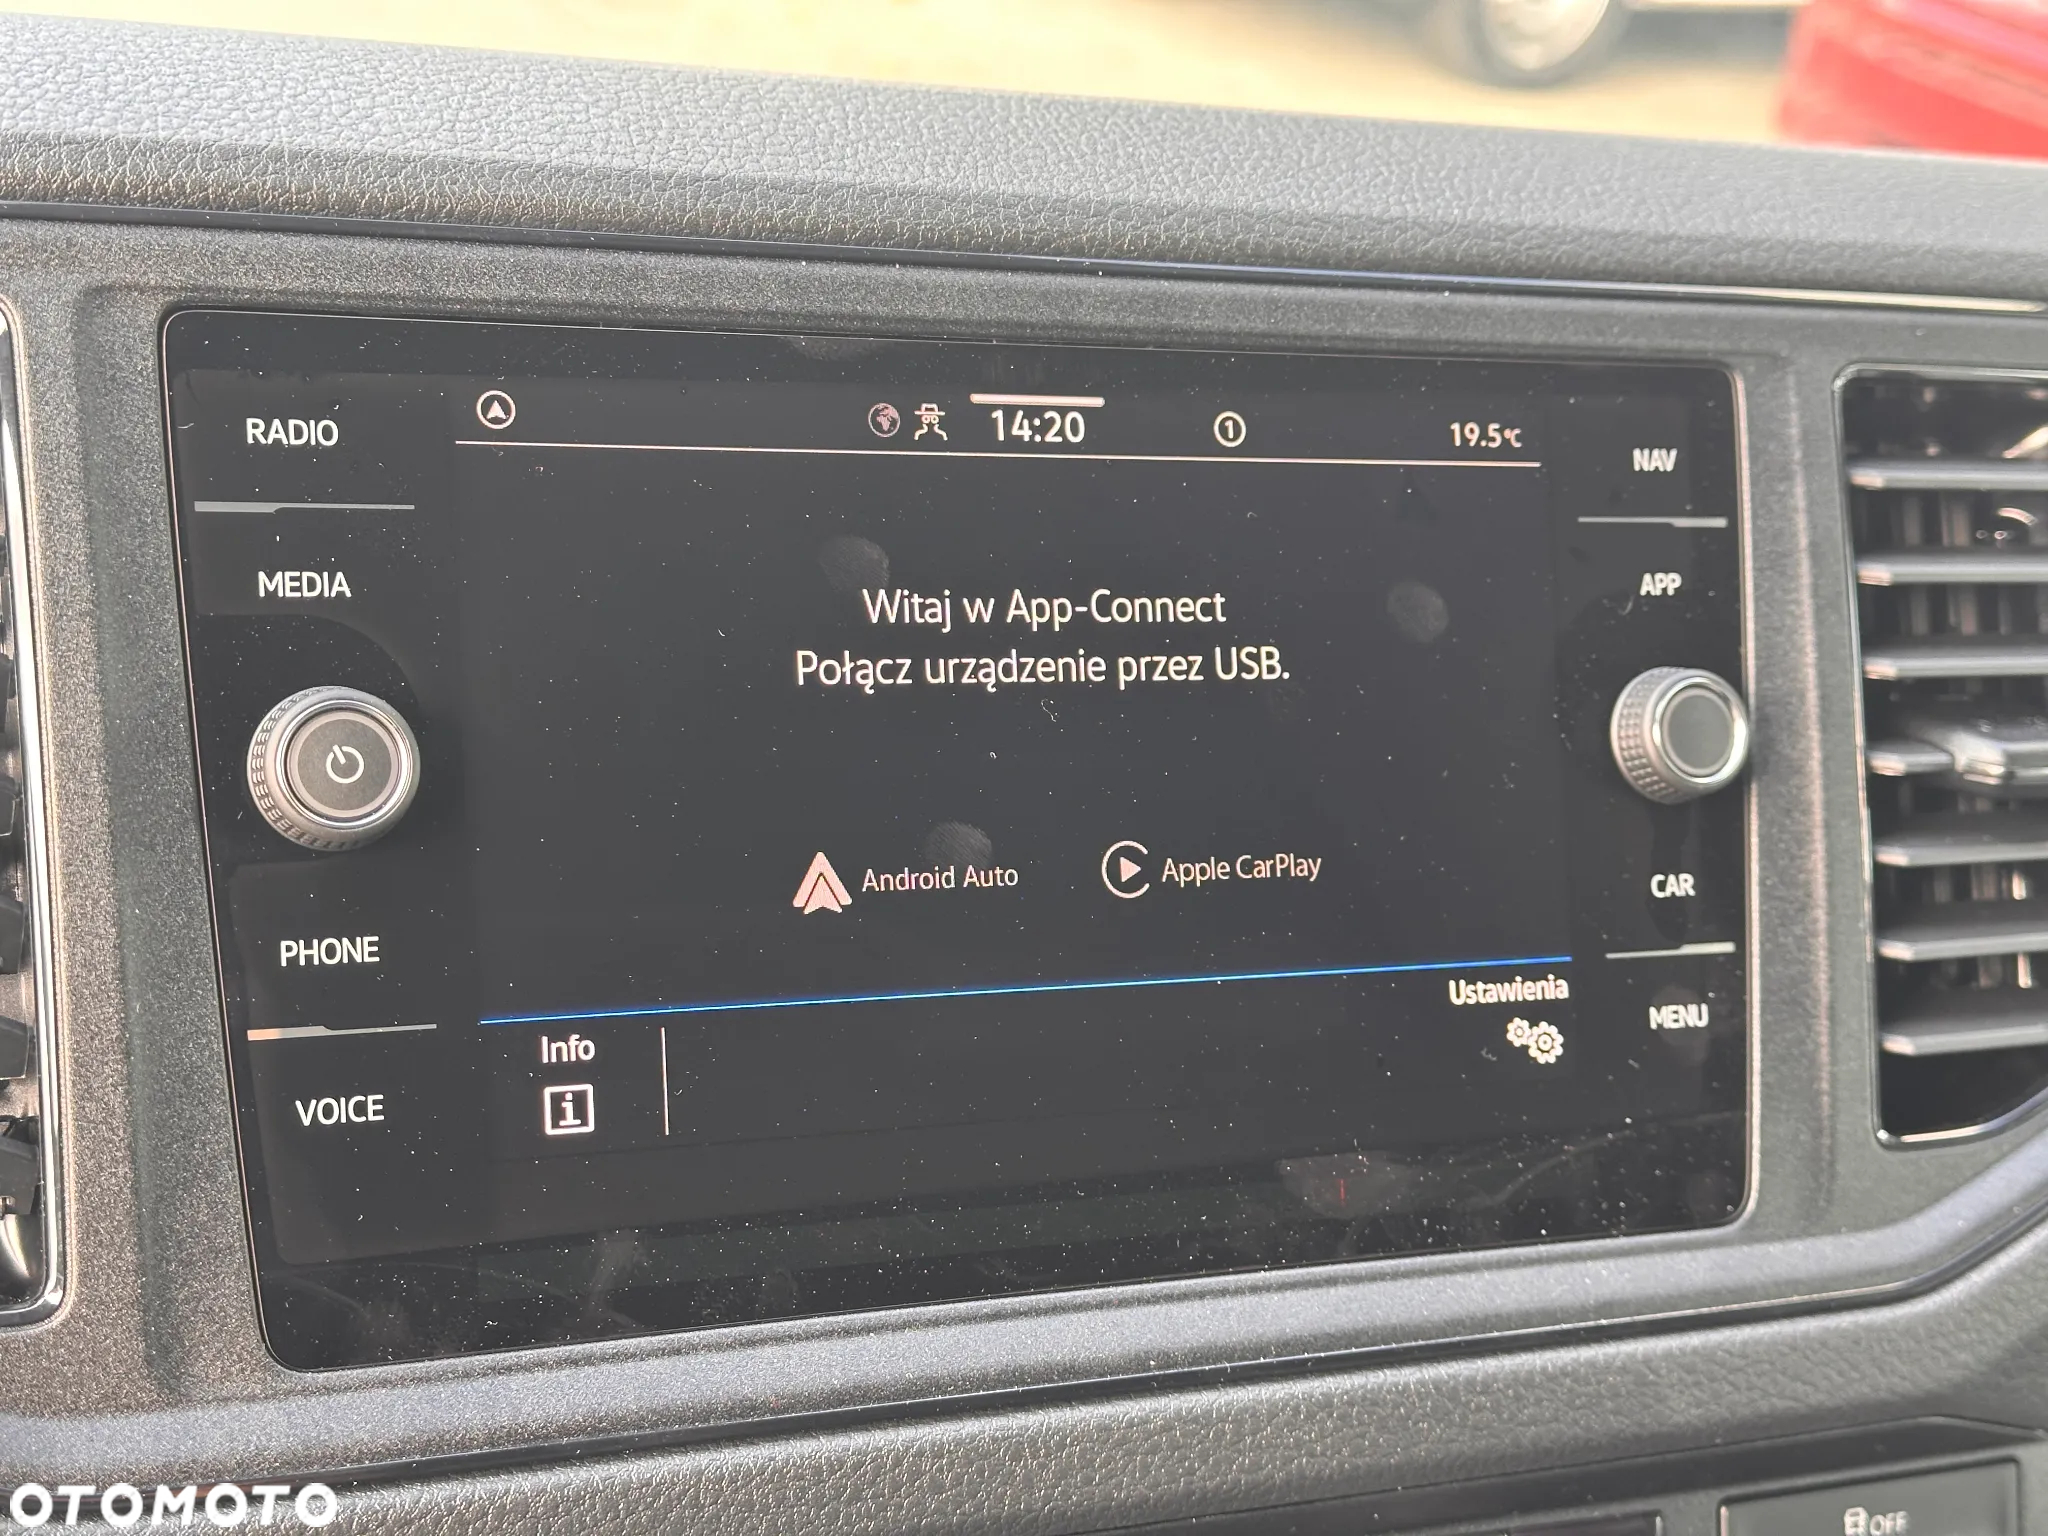 RADIO
MEDIA
PHONE
VOICE
14:20
1
19.5°C
Witaj w App-Connect
Połącz urządzenie przez USB.
Android Auto
Apple CarPlay
Info
i
Ustawienia
NAV
APP
CAR
MENU
OFF
OTOMOTO